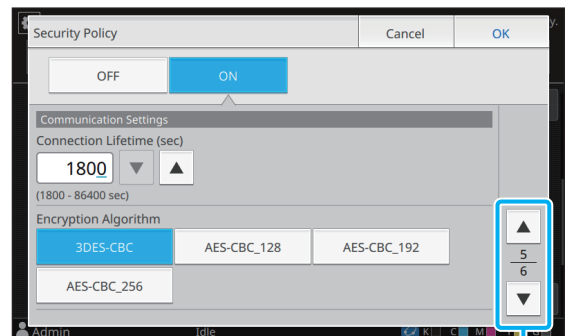 Security Policy
Cancel
OK
y.
OFF
ON
Communication Settings
Connection Lifetime (sec)
1800
(1800 - 86400 sec)
Encryption Algorithm
3DES-CBC
AES-CBC_128
AES-CBC_192
AES-CBC_256
5
6
Admin
Idle
K
C
M